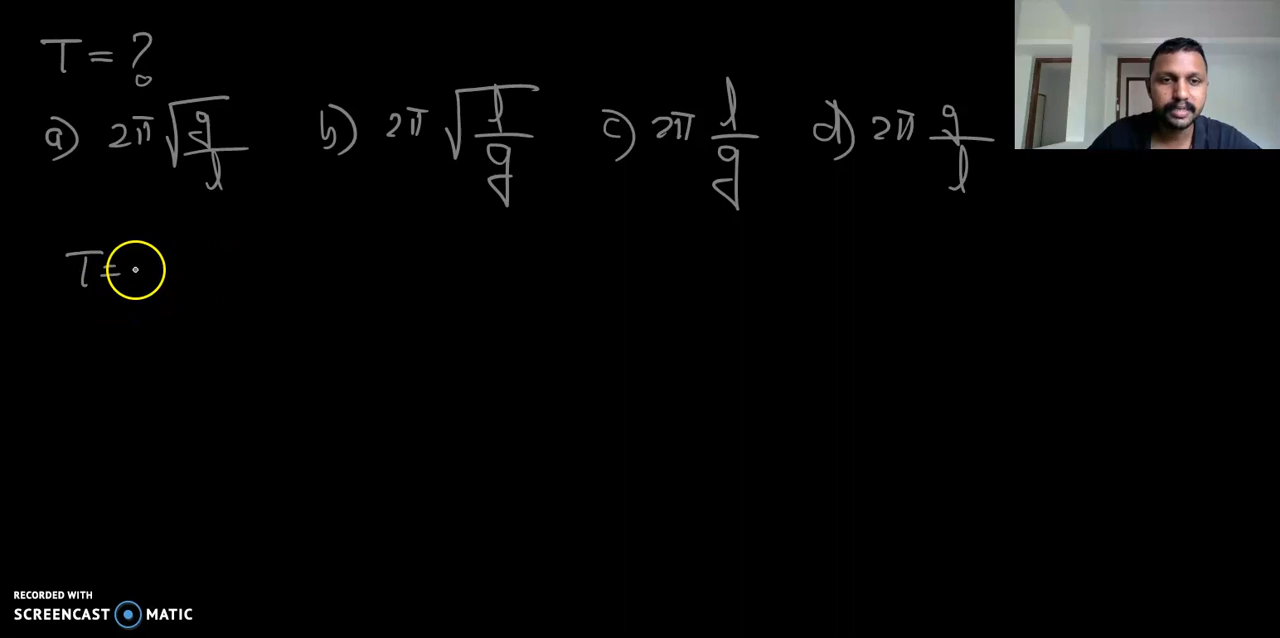 T = ?
a) 2π √g/l b) 2π √l/g c) 2π l/g d) 2π g/l
T =
RECORDED WITH
SCREENCAST MATIC